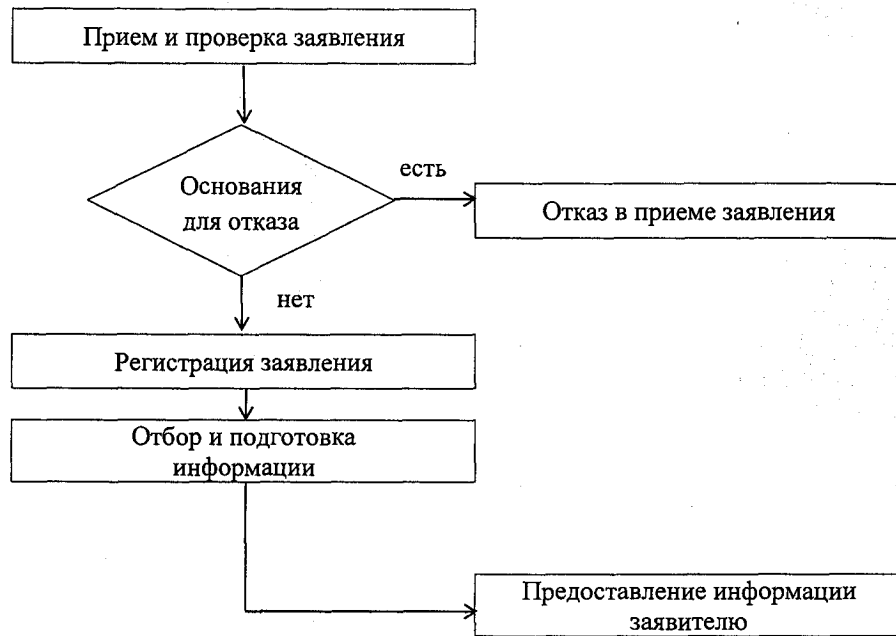 Прием и проверка заявления
Основания
для отказа
есть
Отказ в приеме заявления
нет
Регистрация заявления
Отбор и подготовка
информации
Предоставление информации
заявителю